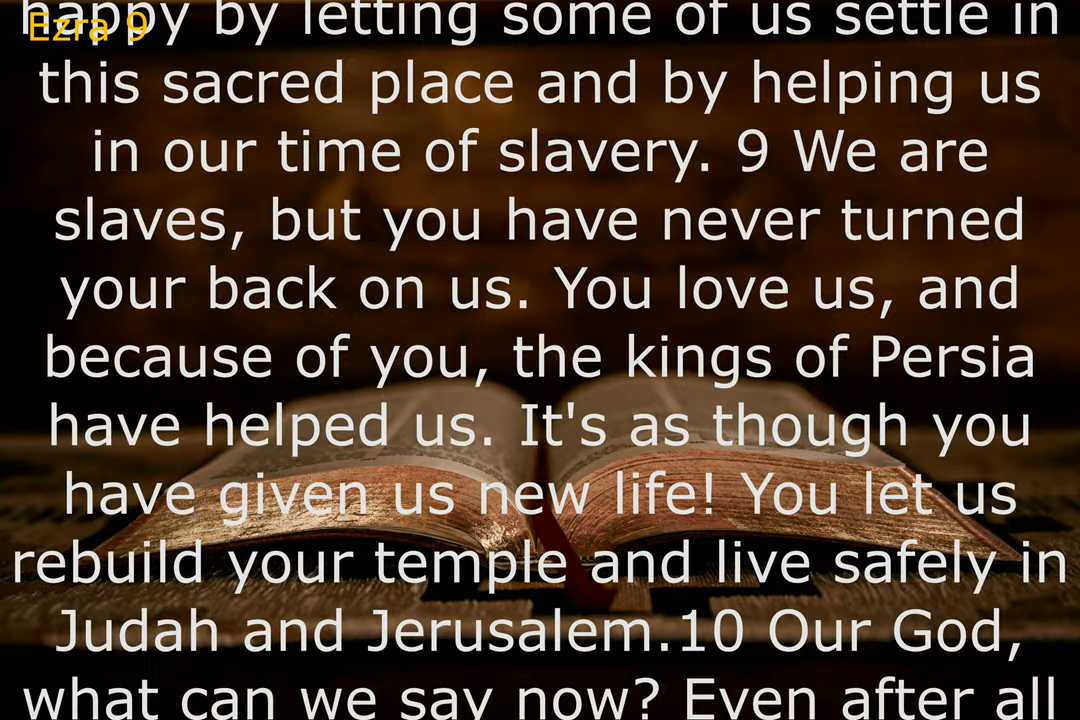 Ezra 9
happy by letting some of us settle in
this sacred place and by helping us
in our time of slavery. 9 We are
slaves, but you have never turned
your back on us. You love us, and
because of you, the kings of Persia
have helped us. It's as though you
have given us new life! You let us
rebuild your temple and live safely in
Judah and Jerusalem.10 Our God,
what can we say now? Even after all